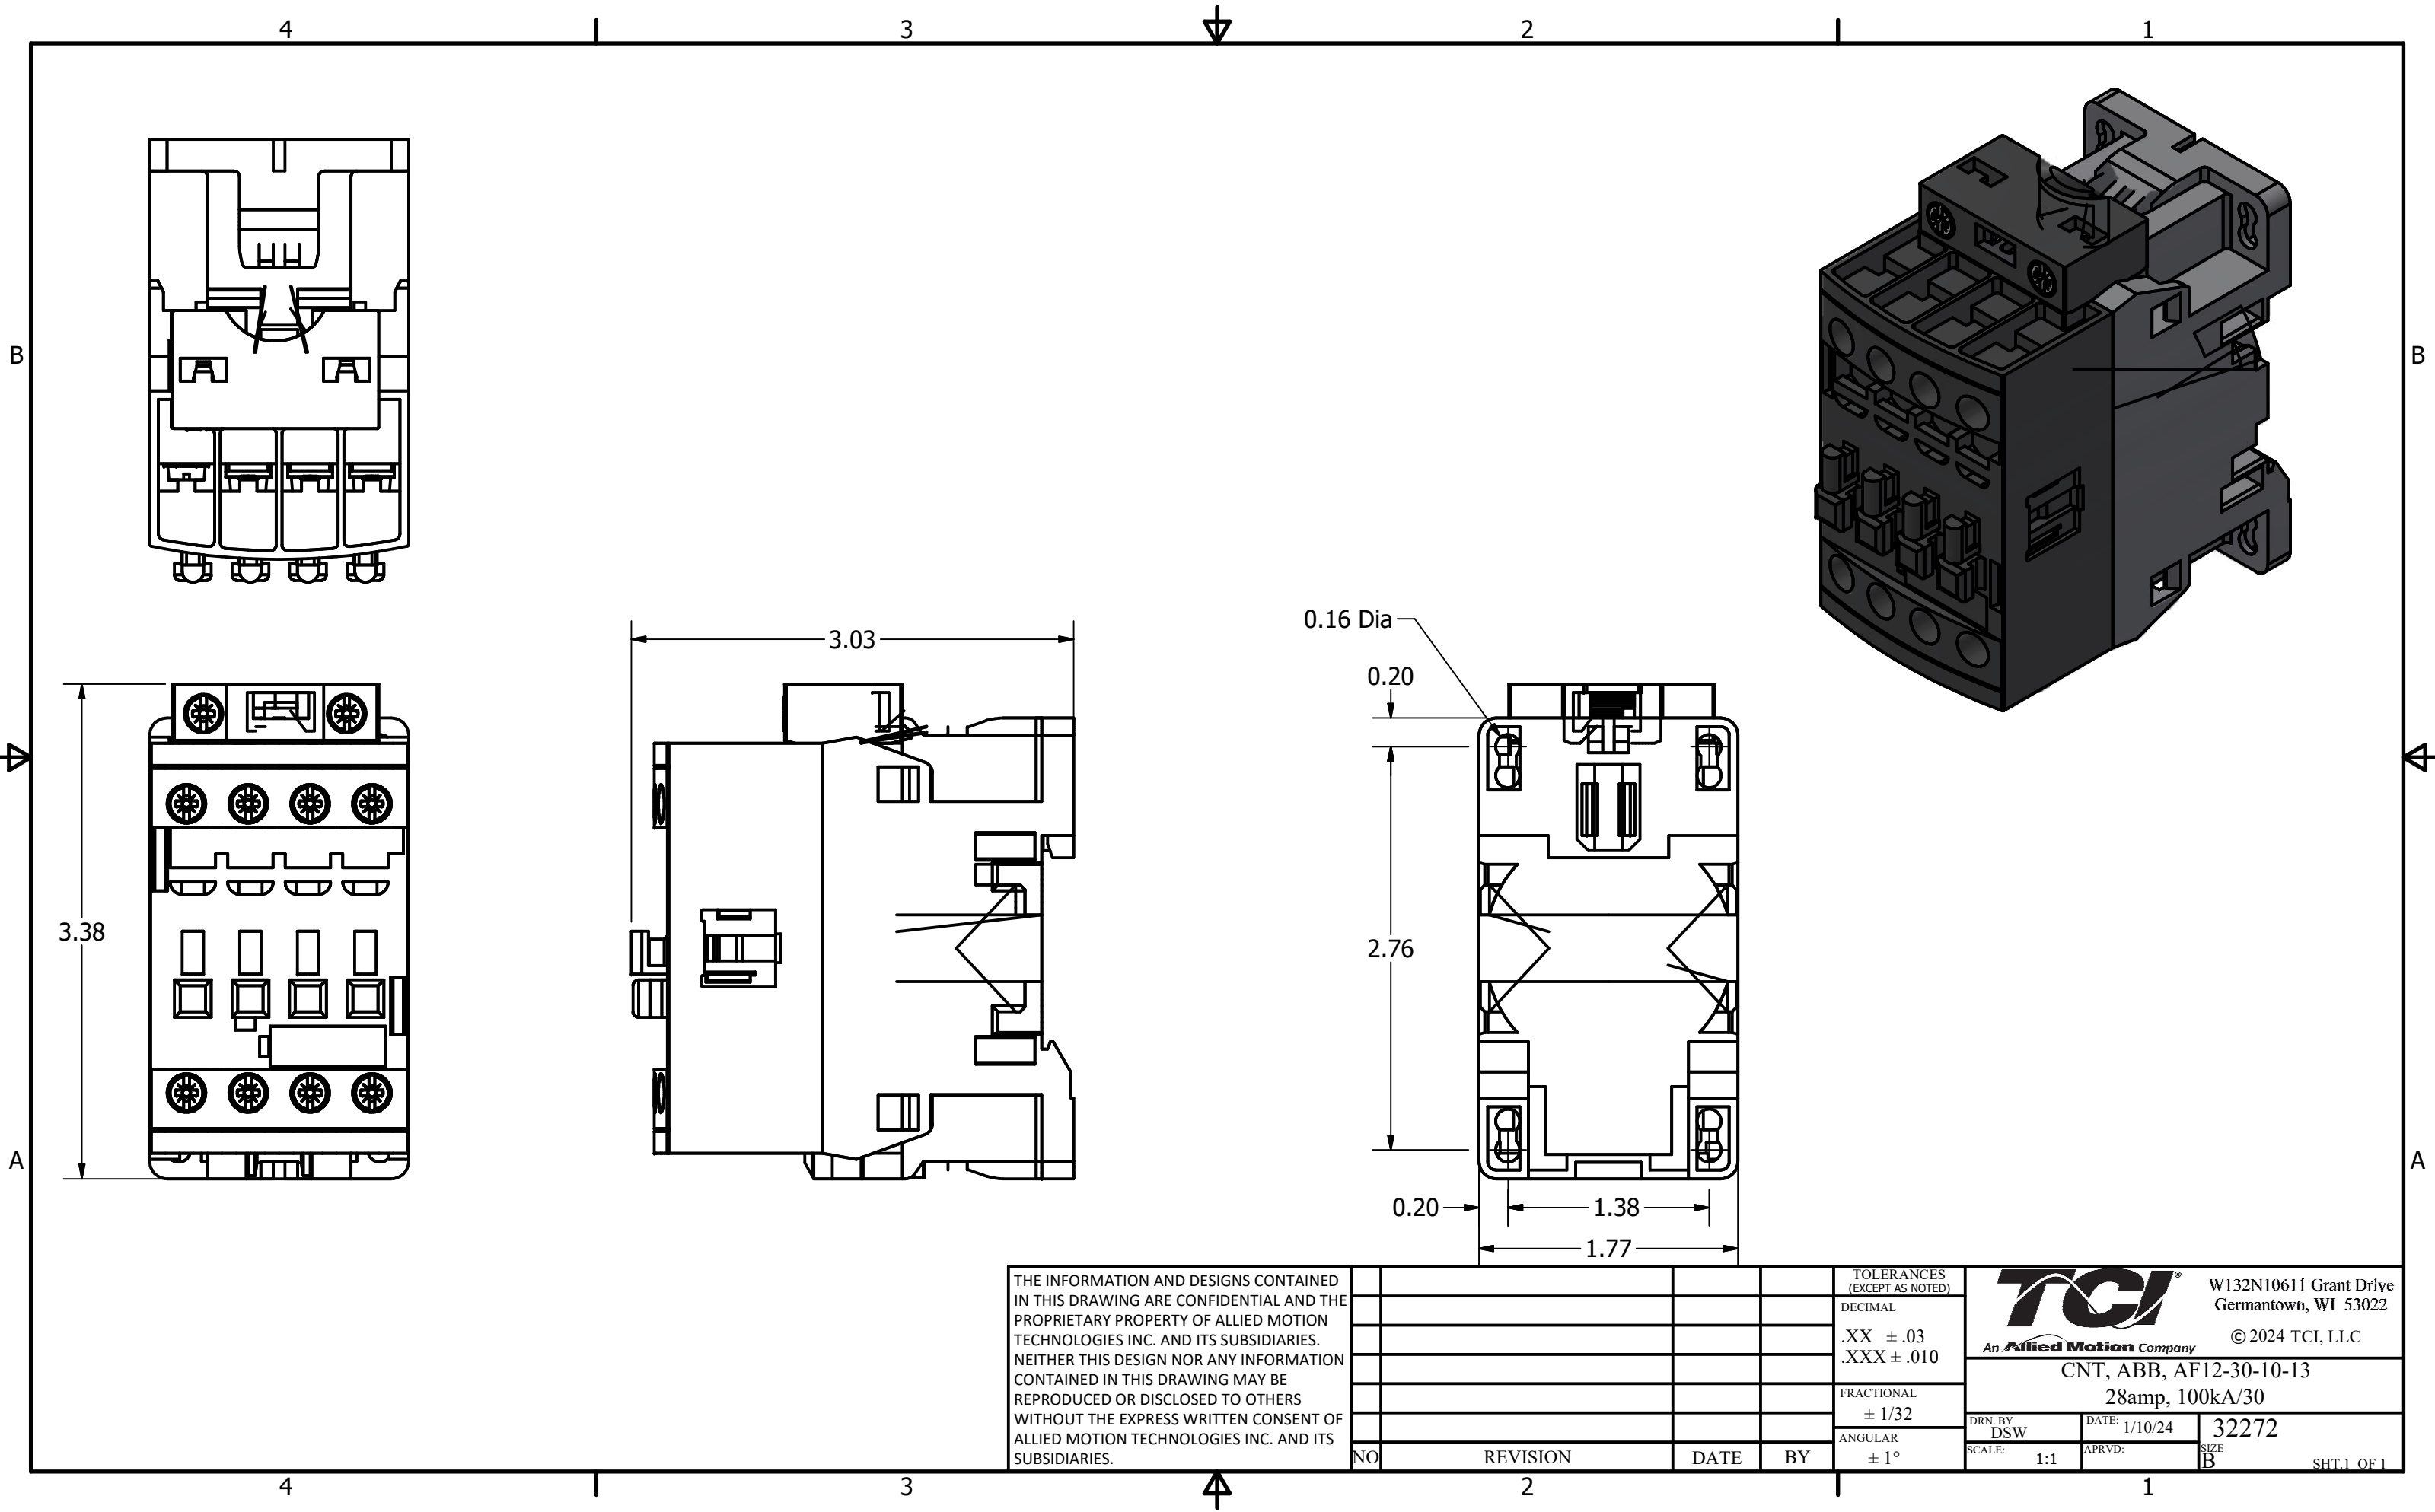 4 3 2 1
B B
3.03
0.16 Dia
0.20
3.38
2.76
A A
0.20 1.38
1.77
THE INFORMATION AND DESIGNS CONTAINED
IN THIS DRAWING ARE CONFIDENTIAL AND THE
PROPRIETARY PROPERTY OF ALLIED MOTION
TECHNOLOGIES INC. AND ITS SUBSIDIARIES.
NEITHER THIS DESIGN NOR ANY INFORMATION
CONTAINED IN THIS DRAWING MAY BE
REPRODUCED OR DISCLOSED TO OTHERS
WITHOUT THE EXPRESS WRITTEN CONSENT OF
ALLIED MOTION TECHNOLOGIES INC. AND ITS
SUBSIDIARIES.
NO REVISION DATE BY
TOLERANCES
(EXCEPT AS NOTED)
DECIMAL
.XX ± .03
.XXX ± .010
FRACTIONAL
± 1/32
ANGULAR
± 1°
TCI®
An Allied Motion Company
W132N10611 Grant Drive
Germantown, WI 53022
© 2024 TCI, LLC
CNT, ABB, AF12-30-10-13
28amp, 100kA/30
DRN. BY
DSW
DATE: 1/10/24
32272
SCALE: 1:1
APRVD:
SIZE
B
SHT.1 OF 1
4 3 2 1